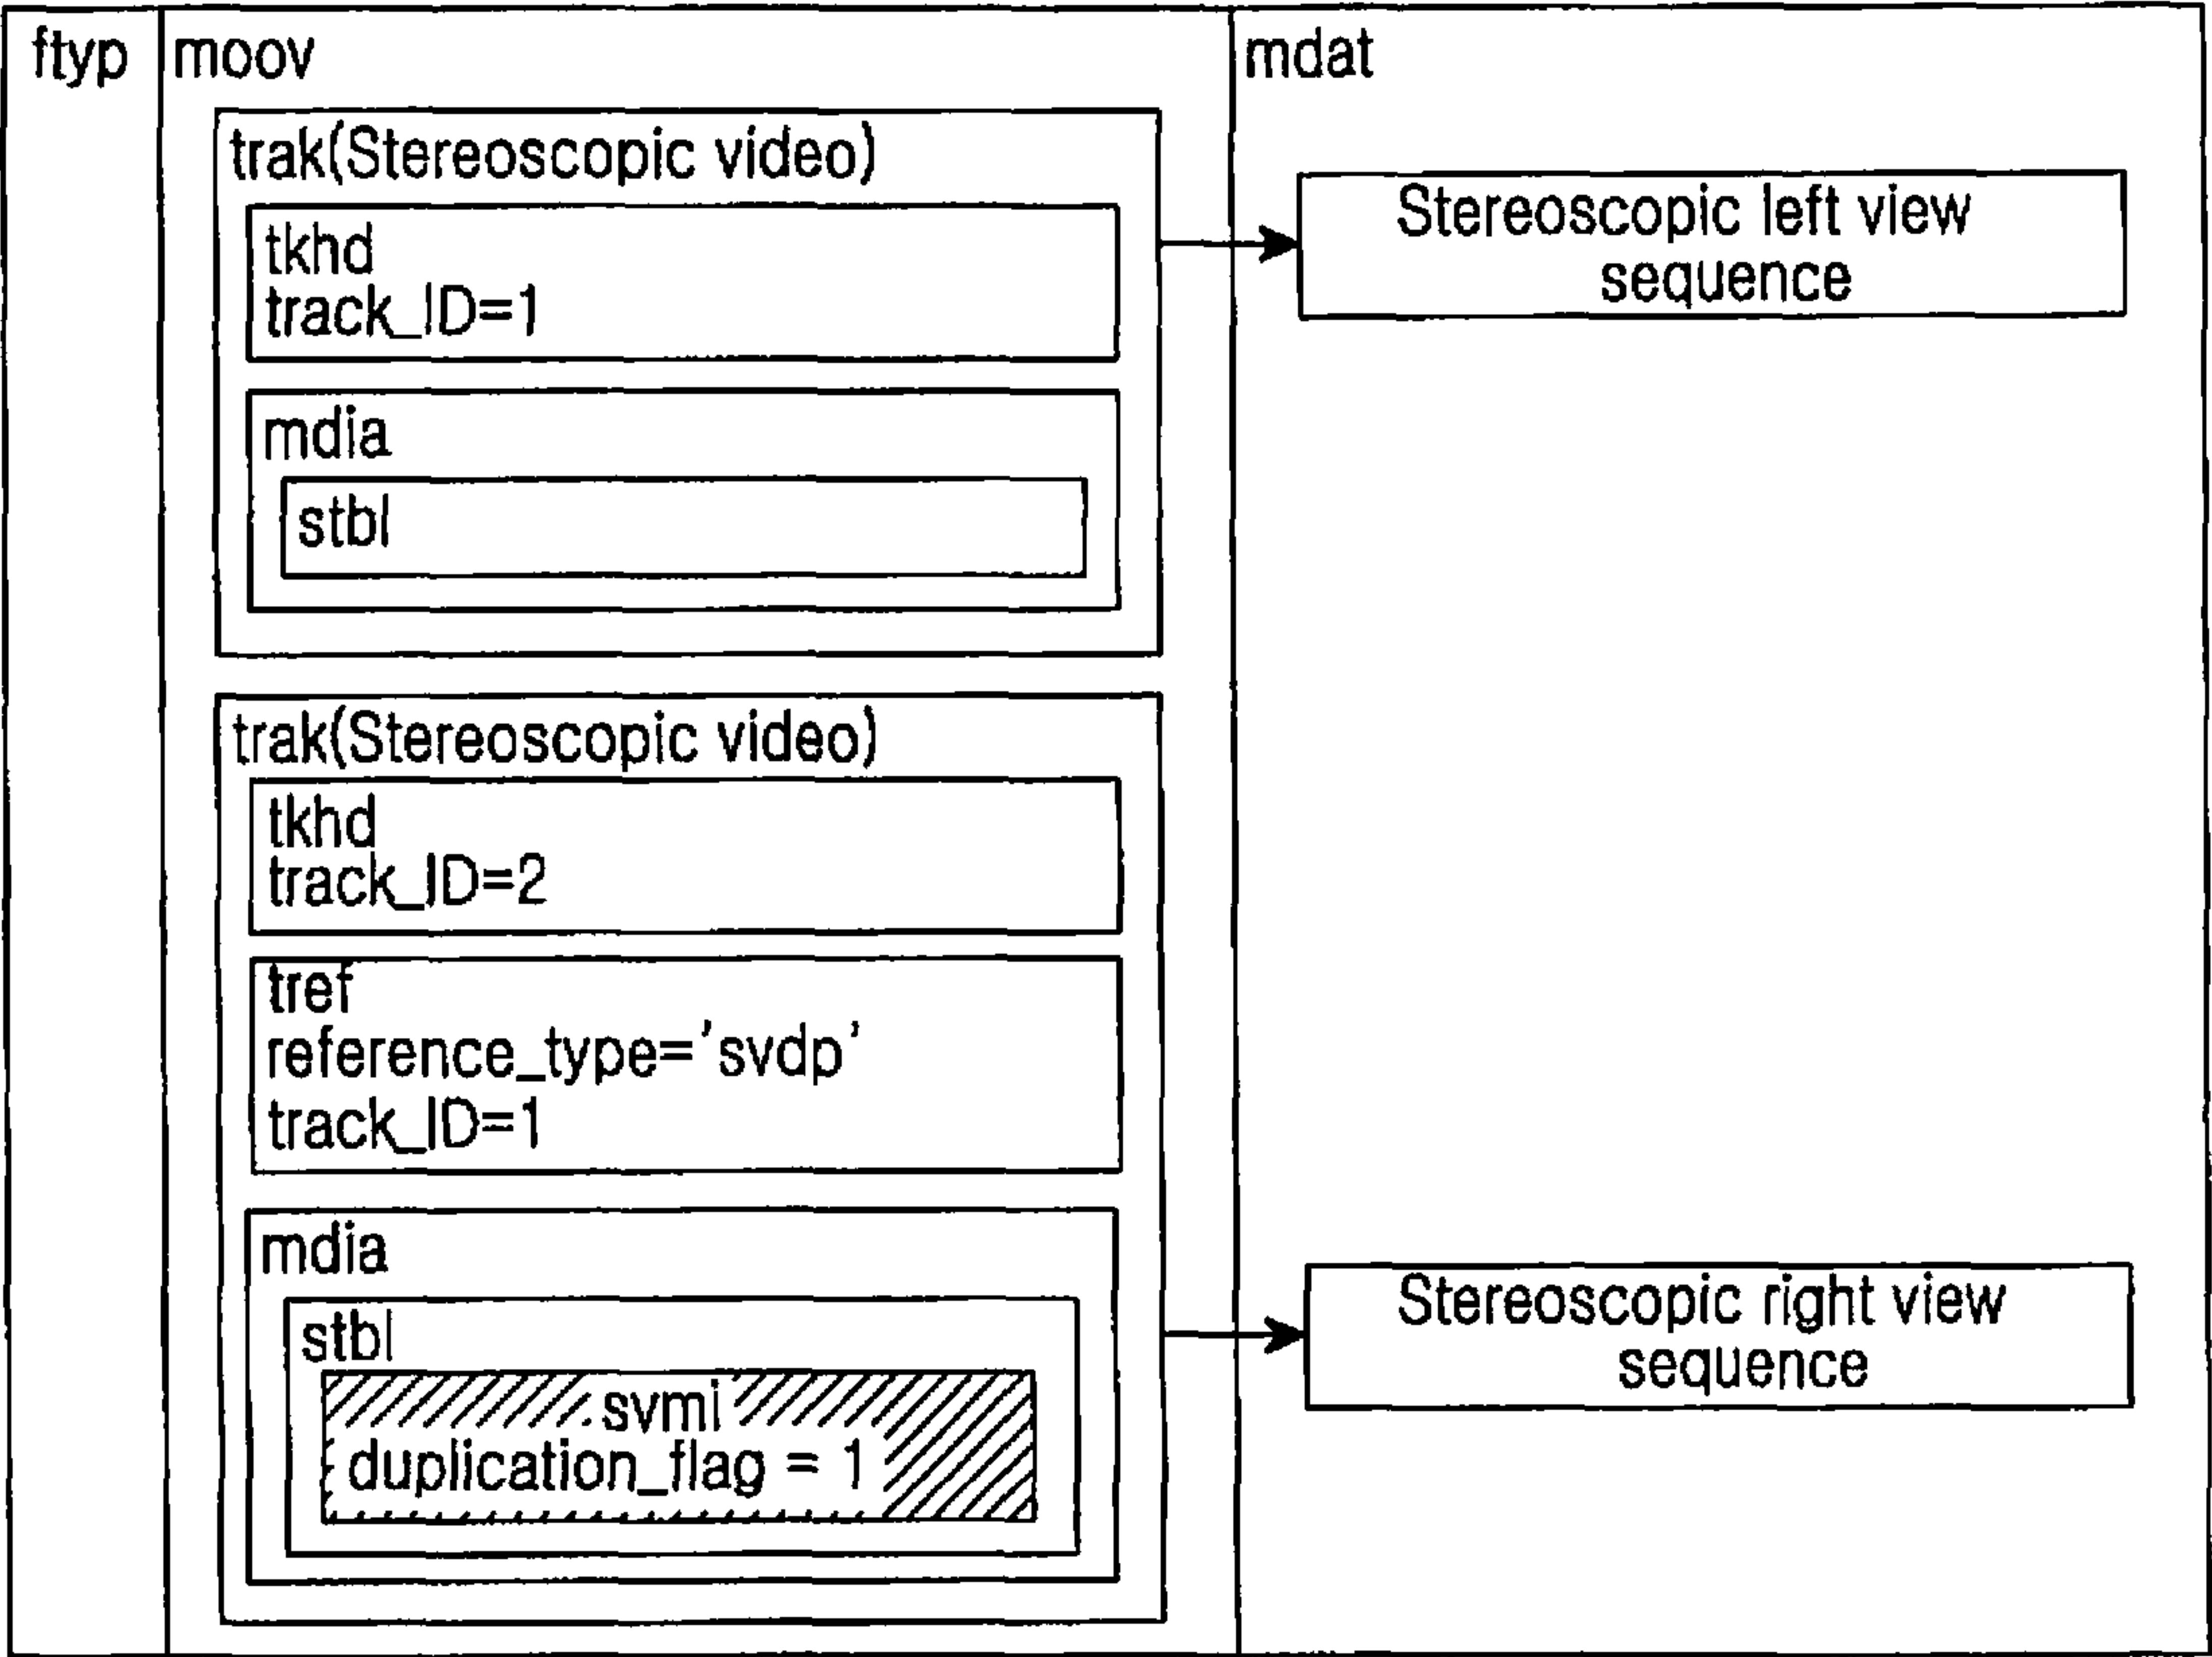 ftyp
moov
mdat
trak(Stereoscopic video)
tkhd
track_ID=1
mdia
stbl
Stereoscopic left view
sequence
trak(Stereoscopic video)
tkhd
track_ID=2
tref
reference_type='svdp'
track_ID=1
mdia
stbl
svmi
duplication_flag = 1
Stereoscopic right view
sequence